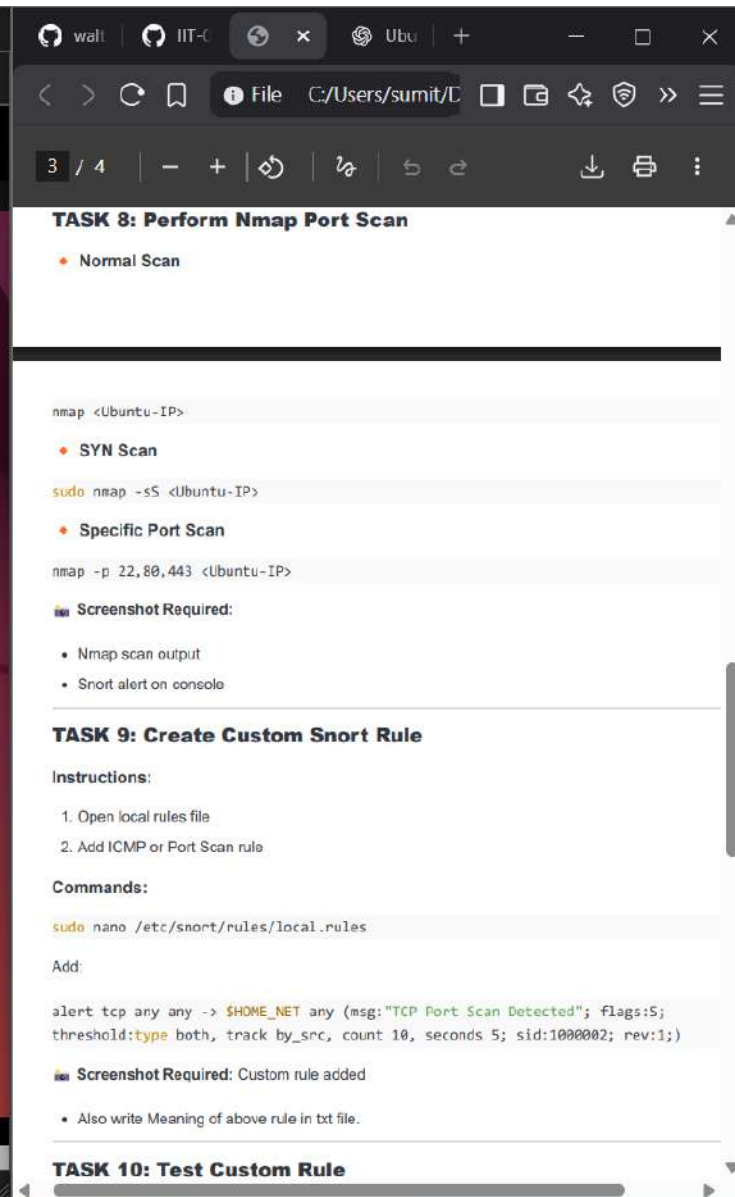 walt
IIT-C
Ubu
File C:/Users/sumit/D
3 / 4
TASK 8: Perform Nmap Port Scan
Normal Scan
nmap <Ubuntu-IP>
SYN Scan
sudo nmap -sS <Ubuntu-IP>
Specific Port Scan
nmap -p 22,80,443 <Ubuntu-IP>
Screenshot Required:
• Nmap scan output
• Snort alert on console
TASK 9: Create Custom Snort Rule
Instructions:
1. Open local rules file
2. Add ICMP or Port Scan rule
Commands:
sudo nano /etc/snort/rules/local.rules
Add:
alert tcp any any -> $HOME_NET any (msg:"TCP Port Scan Detected"; flags:S;
threshold:type both, track by_src, count 10, seconds 5; sid:1000002; rev:1;)
Screenshot Required: Custom rule added
• Also write Meaning of above rule in txt file.
TASK 10: Test Custom Rule